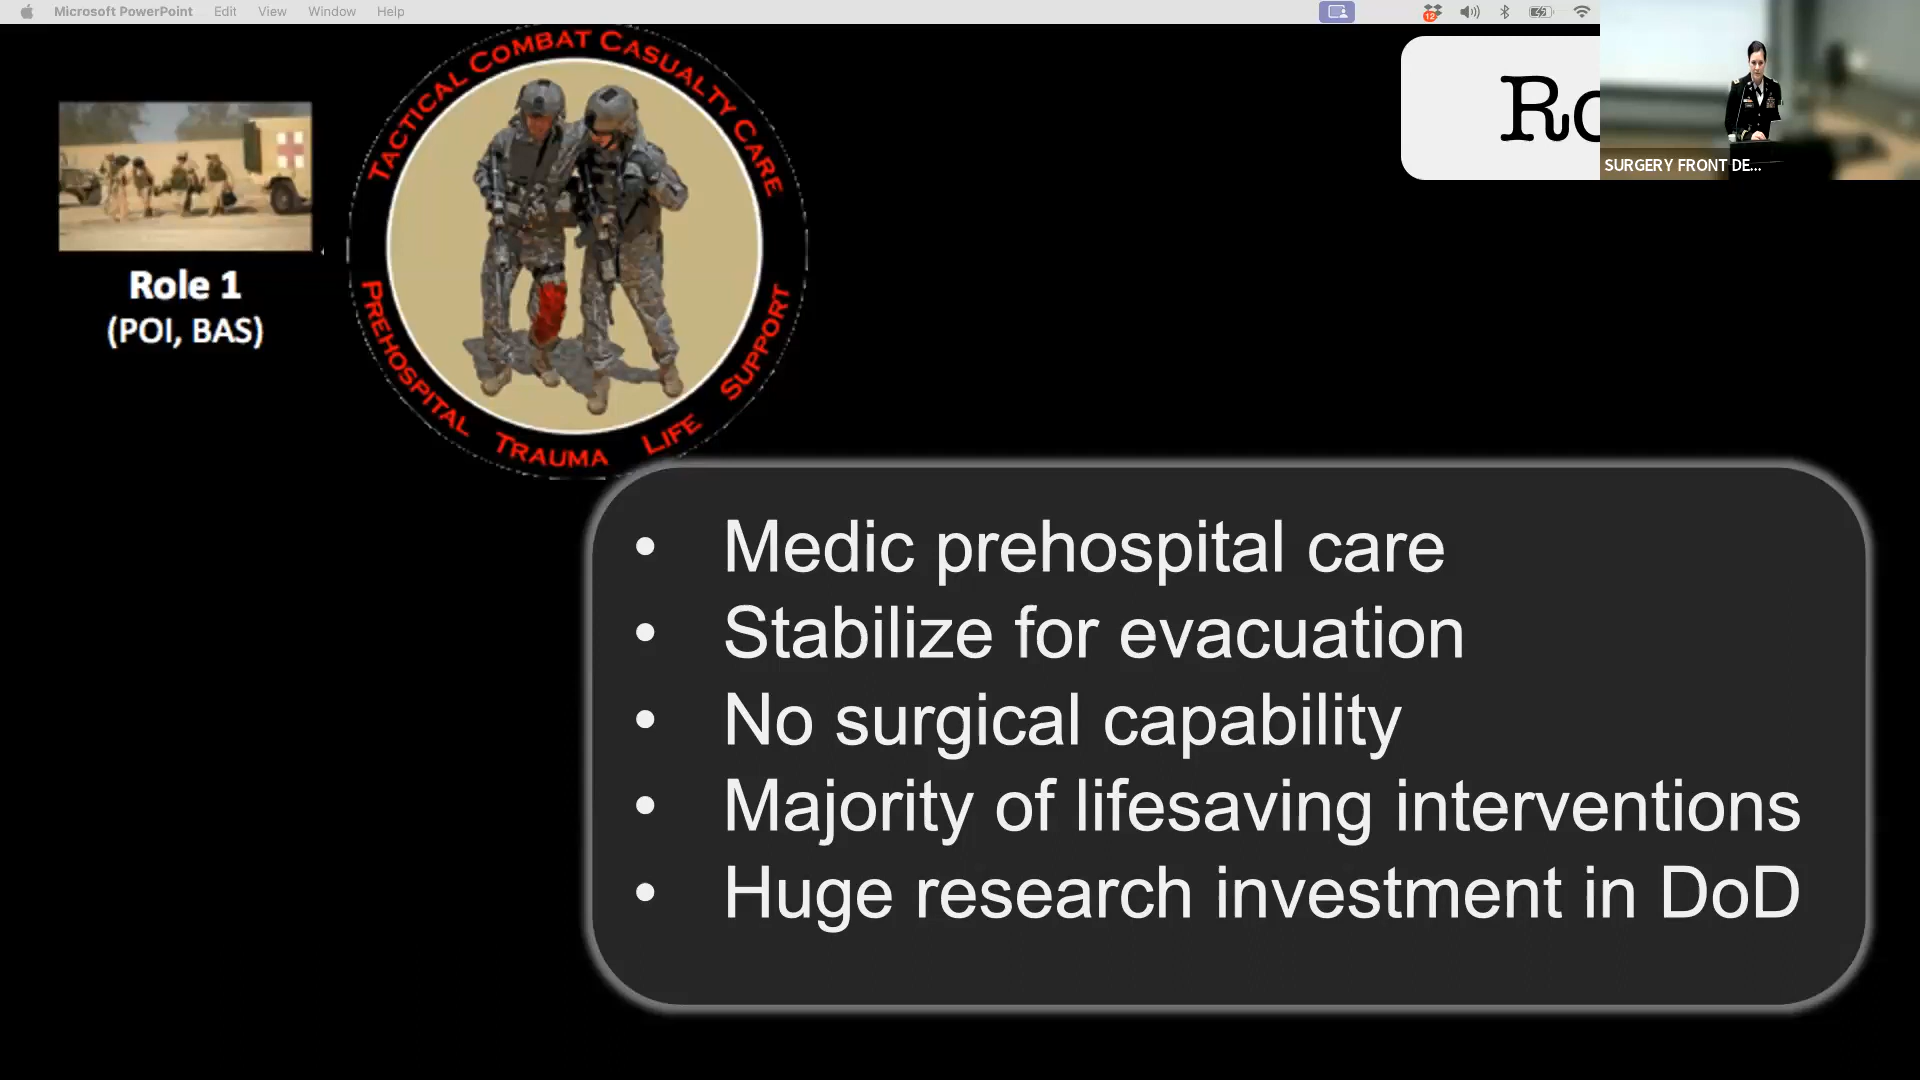 Microsoft PowerPoint Edit View Window Help
12
TACTICAL COMBAT CASUALTY CARE
PREHOSPITAL TRAUMA LIFE SUPPORT
Role 1
(POI, BAS)
Ro
SURGERY FRONT DE...
• Medic prehospital care
• Stabilize for evacuation
• No surgical capability
• Majority of lifesaving interventions
• Huge research investment in DoD